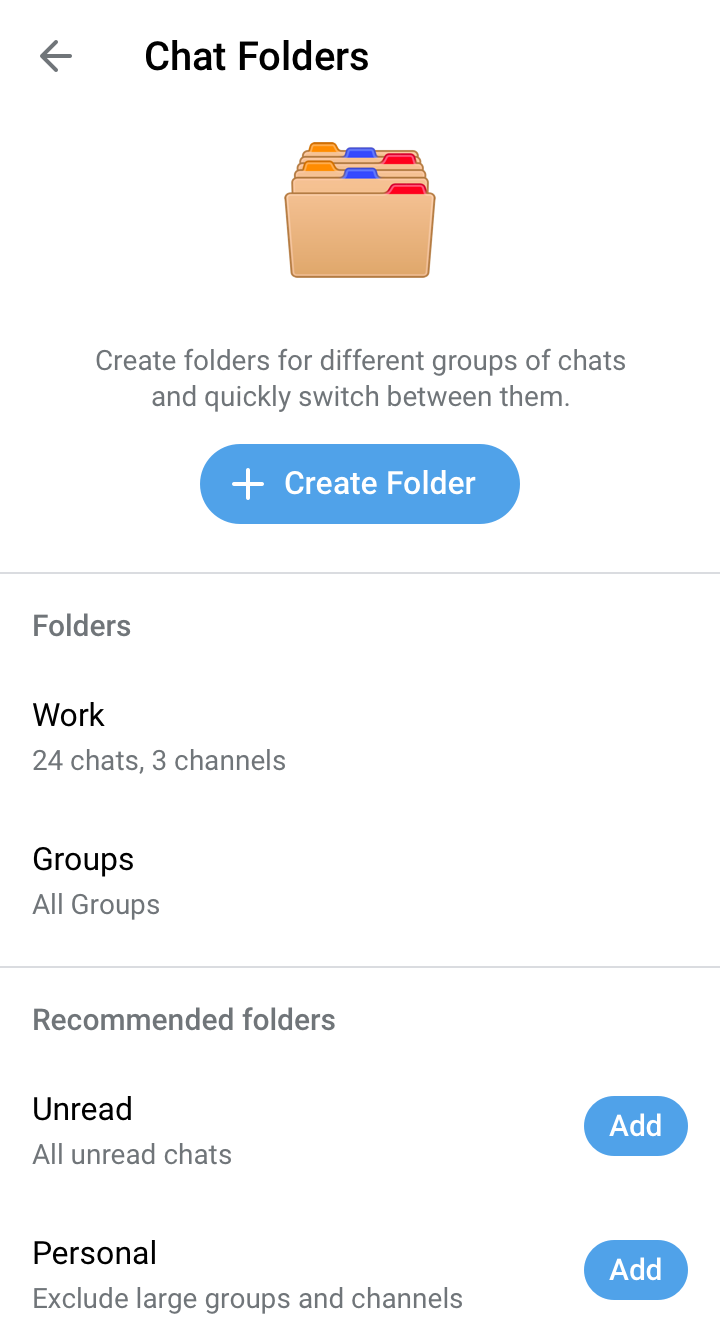 Chat Folders
Create folders for different groups of chats
and quickly switch between them.
Create Folder
Folders
Work
24 chats, 3 channels
Groups
All Groups
Recommended folders
Unread
All unread chats
Add
Personal
Exclude large groups and channels
Add